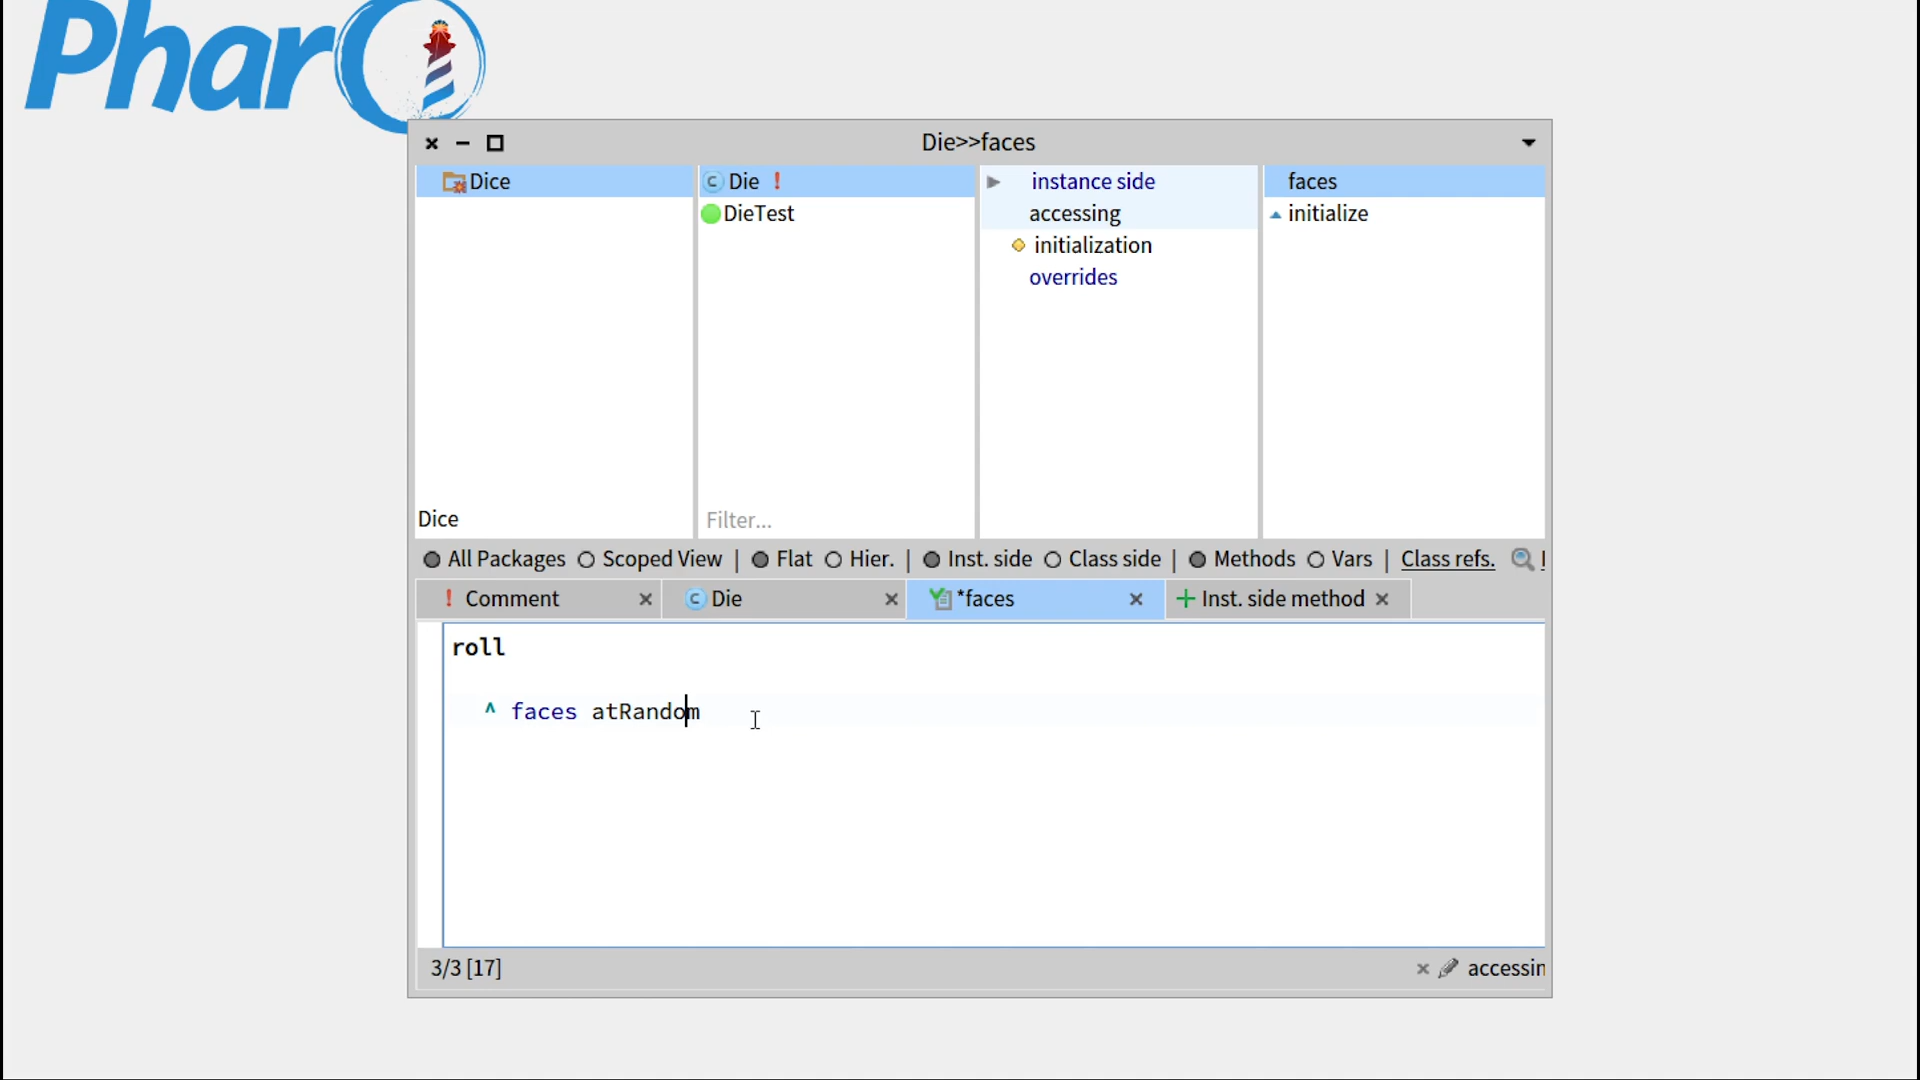 Pharo
Die>>faces
Dice
Die !
DieTest
instance side
accessing
initialization
overrides
faces
initialize
Dice
Filter...
All Packages Scoped View | Flat Hier. | Inst. side Class side | Methods Vars | Class refs.
! Comment
Die
*faces
Inst. side method
roll
^ faces atRandom
3/3 [17]
accessin